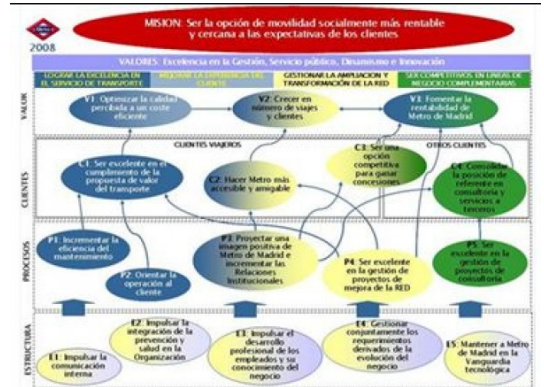 MISION: Ser la opción de movilidad socialmente más rentable
y cercana a las expectativas de los clientes
2008
VALORES: Excelencia en la Gestión, Servicio público, Dinamismo e Innovación
LOGRAR LA EXCELENCIA EN
EL SERVICIO DE TRANSPORTE
MEJORAR LA EXPERIENCIA DEL
CLIENTE
GESTIONAR LA AMPLIACION Y
TRANSFORMACIÓN DE LA RED
SER COMPETITIVOS EN LINEAS DE
NEGOCIO COMPLEMENTARIAS
VALOR
V1: Optimizar la calidad
percibida a un coste
eficiente
V2: Crecer en
número de viajes
y clientes
V3: Fomentar la
rentabilidad de
Metro de Madrid
CLIENTES
CLIENTES VIAJEROS
OTROS CLIENTES
C1: Ser excelente en el
cumplimiento de la
propuesta de valor
del transporte
C2: Hacer Metro más
accesible y amigable
C3: Ser una
opción
competitiva
para ganar
concesiones
C4: Consolidar
la posición de
referente en
consultoría y
servicios a
terceros
PROCESOS
P1: Incrementar la
eficiencia del
mantenimiento
P2: Orientar la
operación al
cliente
P3: Proyectar una
imagen positiva de
Metro de Madrid e
incrementar las
Relaciones
Institucionales
P4: Ser excelente
en la gestión
de proyectos de
mejora de la RED
P5: Ser
excelente en la
gestión de
proyectos de
consultoría
ESTRUCTURA
E1: Impulsar la
comunicación
interna
E2: Impulsar la
integración de la
prevención y
salud en la
Organización
E3: Impulsar el
desarrollo
profesional de los
empleados y su
conocimiento del
negocio
E4: Gestionar
conjuntamente los
requerimientos
derivados de la
evolución del negocio
E5: Mantener a Metro
de Madrid en la
Vanguardia
tecnológica